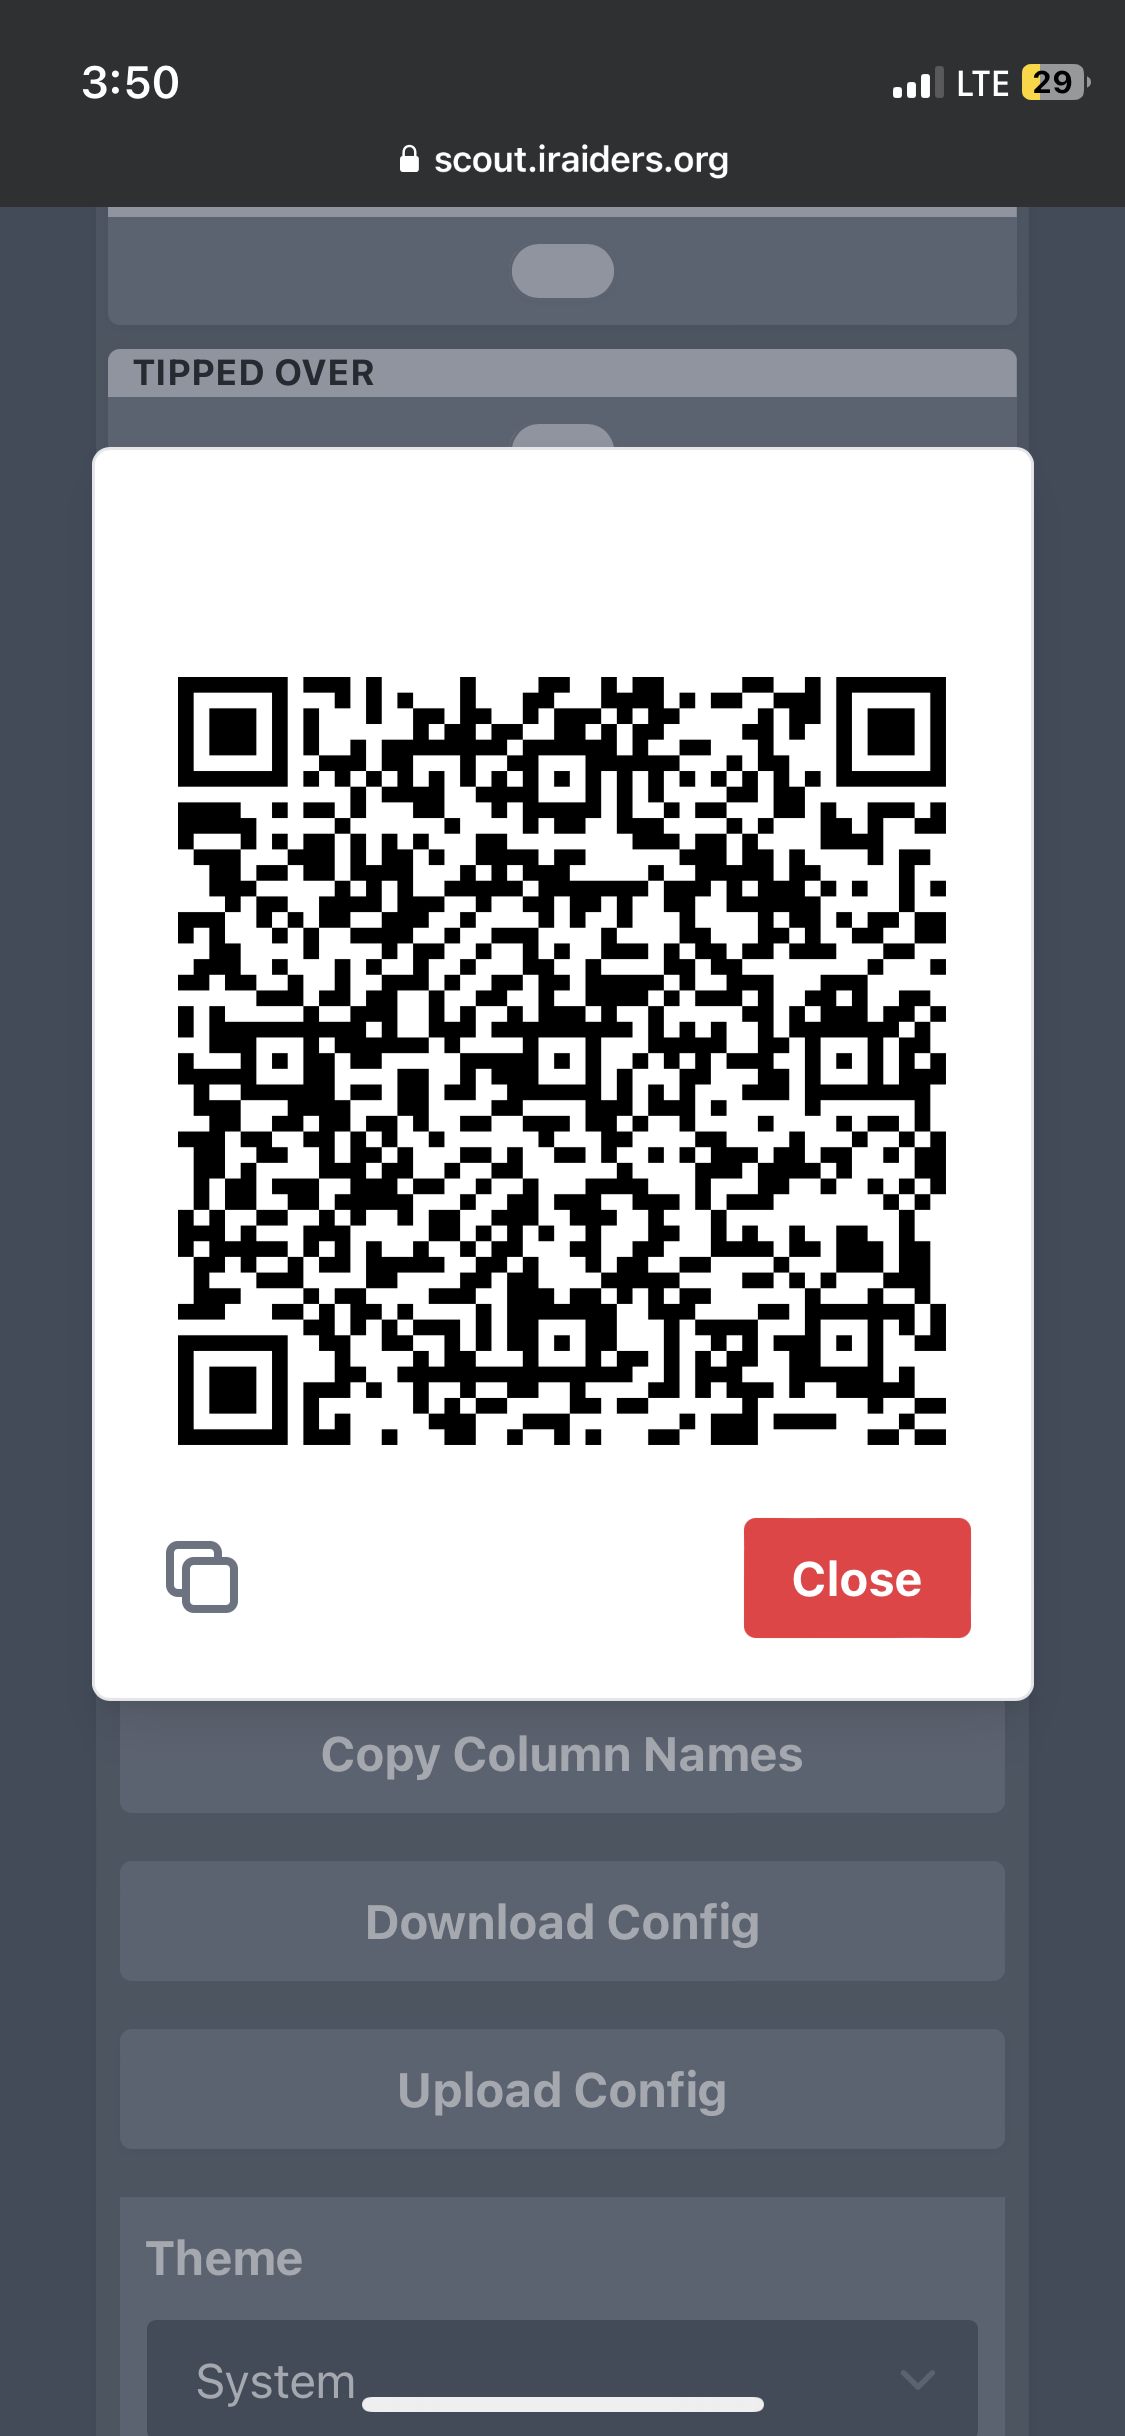 3:50
LTE 29
scout.iraiders.org
TIPPED OVER
Close
Copy Column Names
Download Config
Upload Config
Theme
System